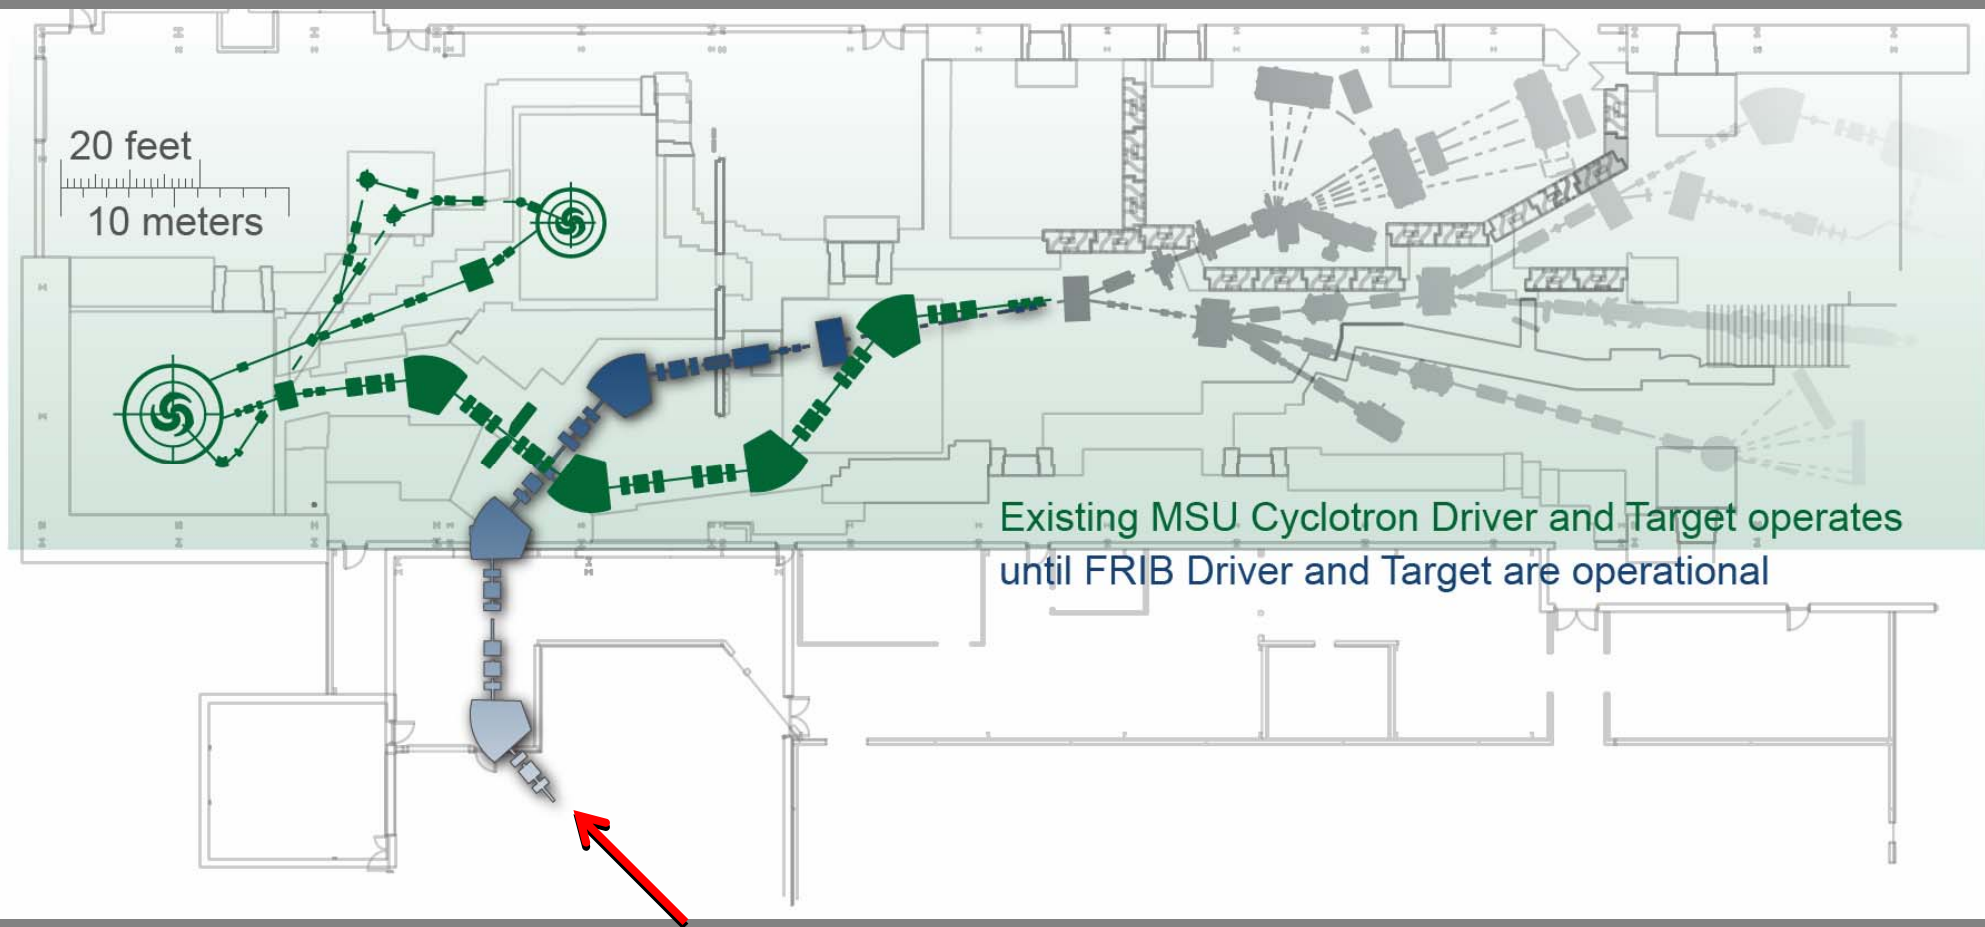 20 feet
10 meters
Existing MSU Cyclotron Driver and Target operates
until FRIB Driver and Target are operational